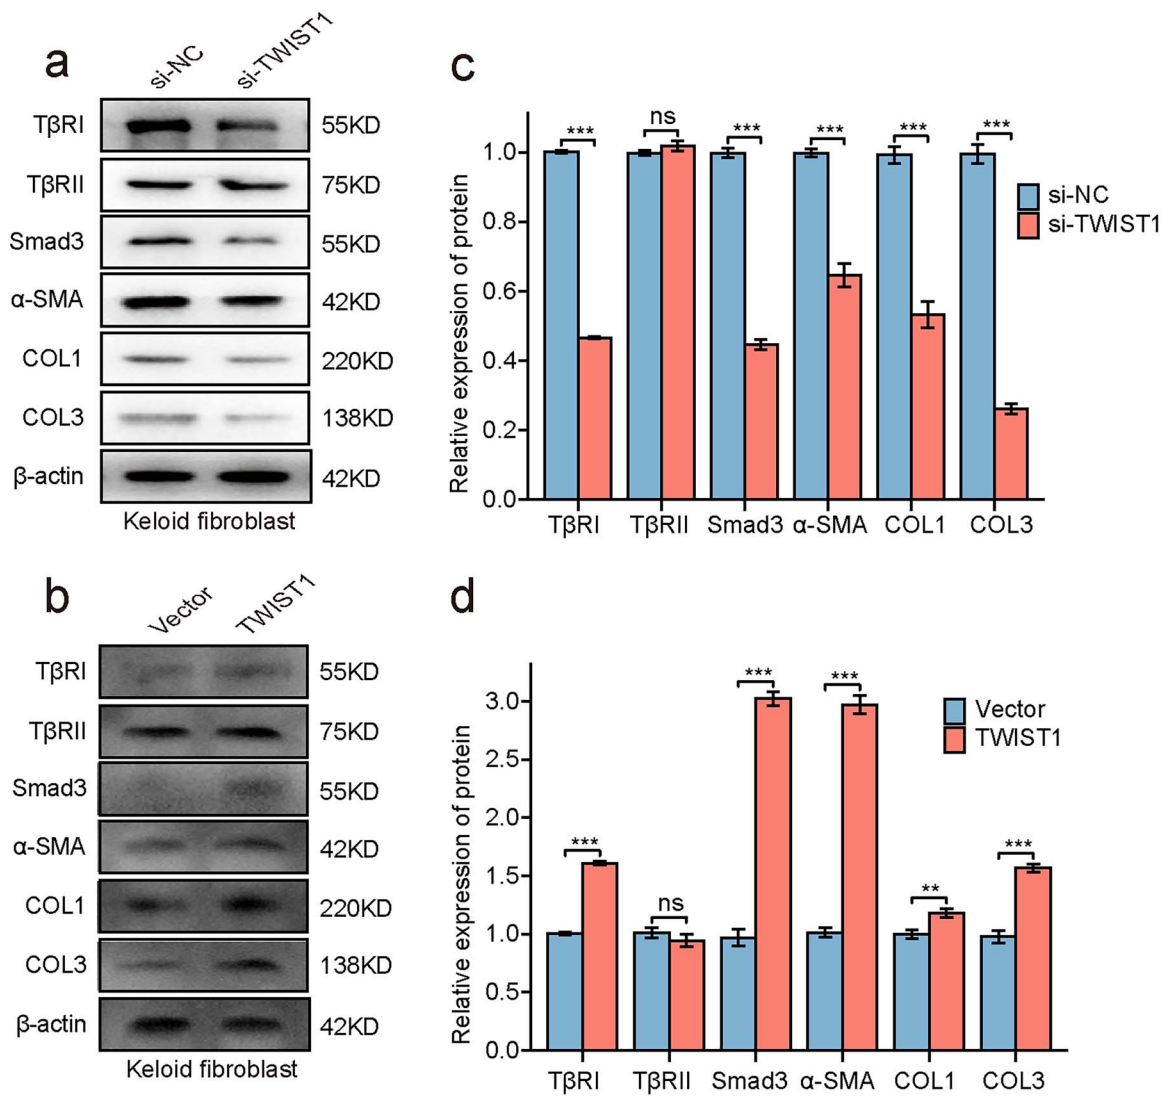 a
si-NC
si-TWIST1
TβRI
55KD
TβRII
75KD
Smad3
55KD
α-SMA
42KD
COL1
220KD
COL3
138KD
β-actin
42KD
Keloid fibroblast
c
Relative expression of protein
1.0
0.8
0.6
0.4
0.2
0.0
***
ns
***
***
***
***
si-NC
si-TWIST1
TβRI
TβRII
Smad3
α-SMA
COL1
COL3
b
Vector
TWIST1
TβRI
55KD
TβRII
75KD
Smad3
55KD
α-SMA
42KD
COL1
220KD
COL3
138KD
β-actin
42KD
Keloid fibroblast
d
Relative expression of protein
3.0
2.5
2.0
1.5
1.0
0.5
0.0
***
ns
***
***
**
***
Vector
TWIST1
TβRI
TβRII
Smad3
α-SMA
COL1
COL3